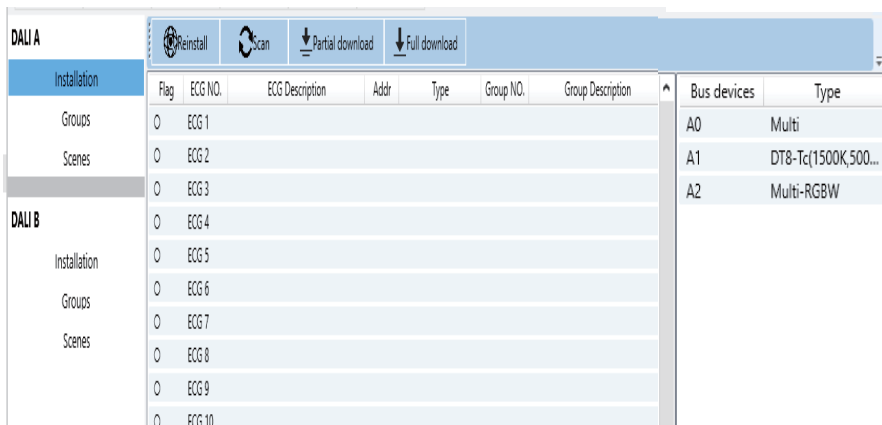 DALI A
Installation
Groups
Scenes
DALI B
Installation
Groups
Scenes
Reinstall Scan Partial download Full download
Flag ECG NO. ECG Description Addr Type Group NO. Group Description
ECG 1
ECG 2
ECG 3
ECG 4
ECG 5
ECG 6
ECG 7
ECG 8
ECG 9
ECG 10
Bus devices Type
A0 Multi
A1 DT8-Tc(1500K,500...
A2 Multi-RGBW